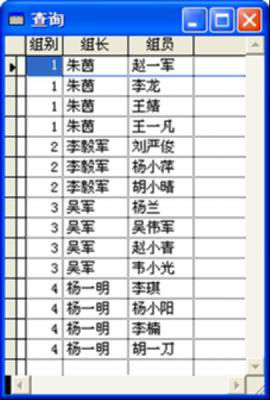 查询
组别 组长 组员
1 朱茵 赵一军
1 朱茵 李龙
1 朱茵 王婧
1 朱茵 王一凡
2 李毅军 刘严俊
2 李毅军 杨小萍
2 李毅军 胡小晴
3 吴军 杨兰
3 吴军 吴伟军
3 吴军 赵小青
3 吴军 韦小光
4 杨一明 李琪
4 杨一明 杨小阳
4 杨一明 李楠
4 杨一明 胡一刀